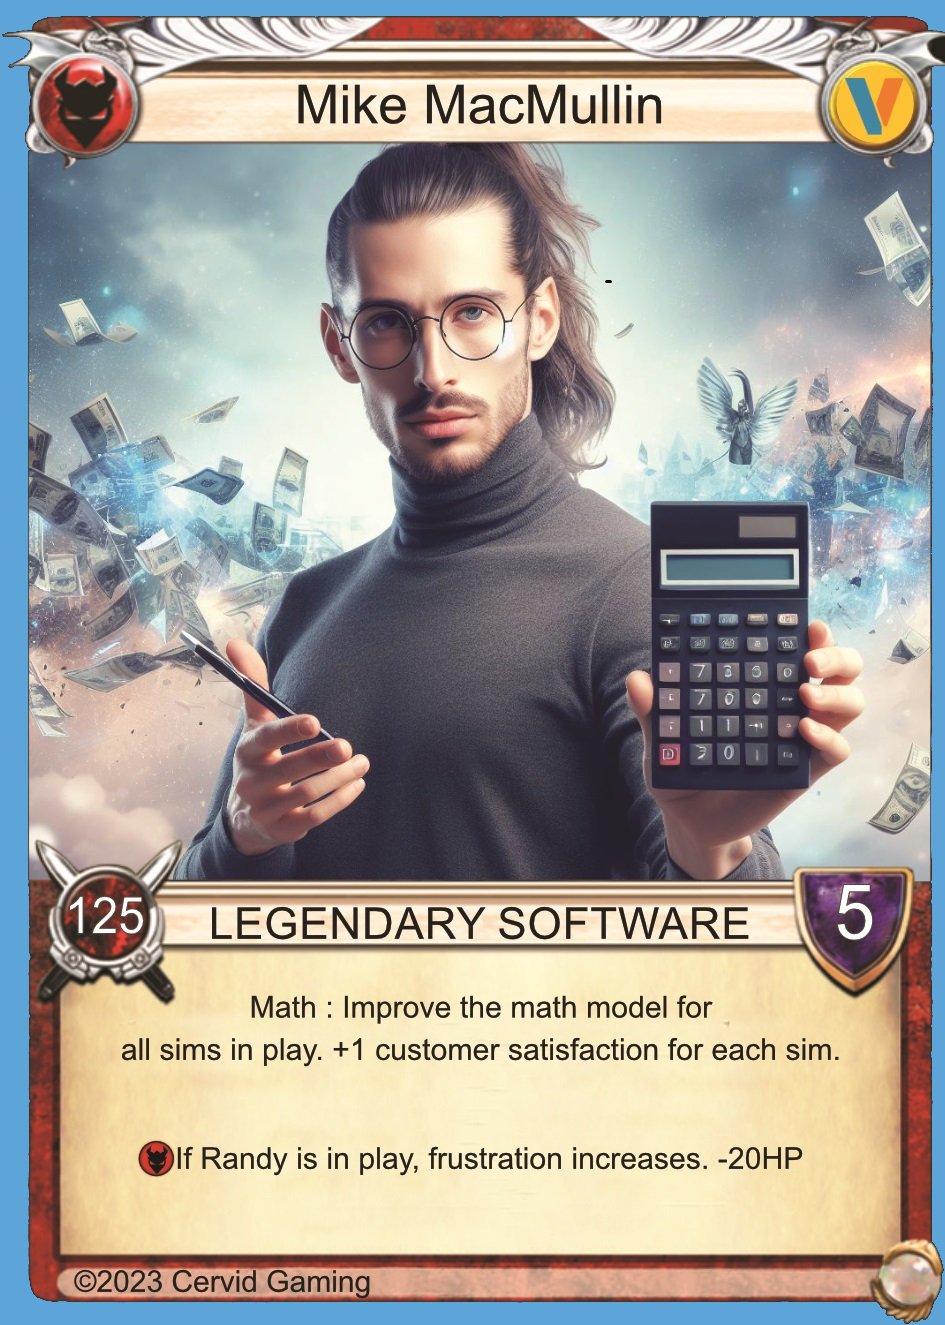 Mike MacMullin
125
LEGENDARY SOFTWARE
5
Math : Improve the math model for
all sims in play. +1 customer satisfaction for each sim.
If Randy is in play, frustration increases. -20HP
©2023 Cervid Gaming